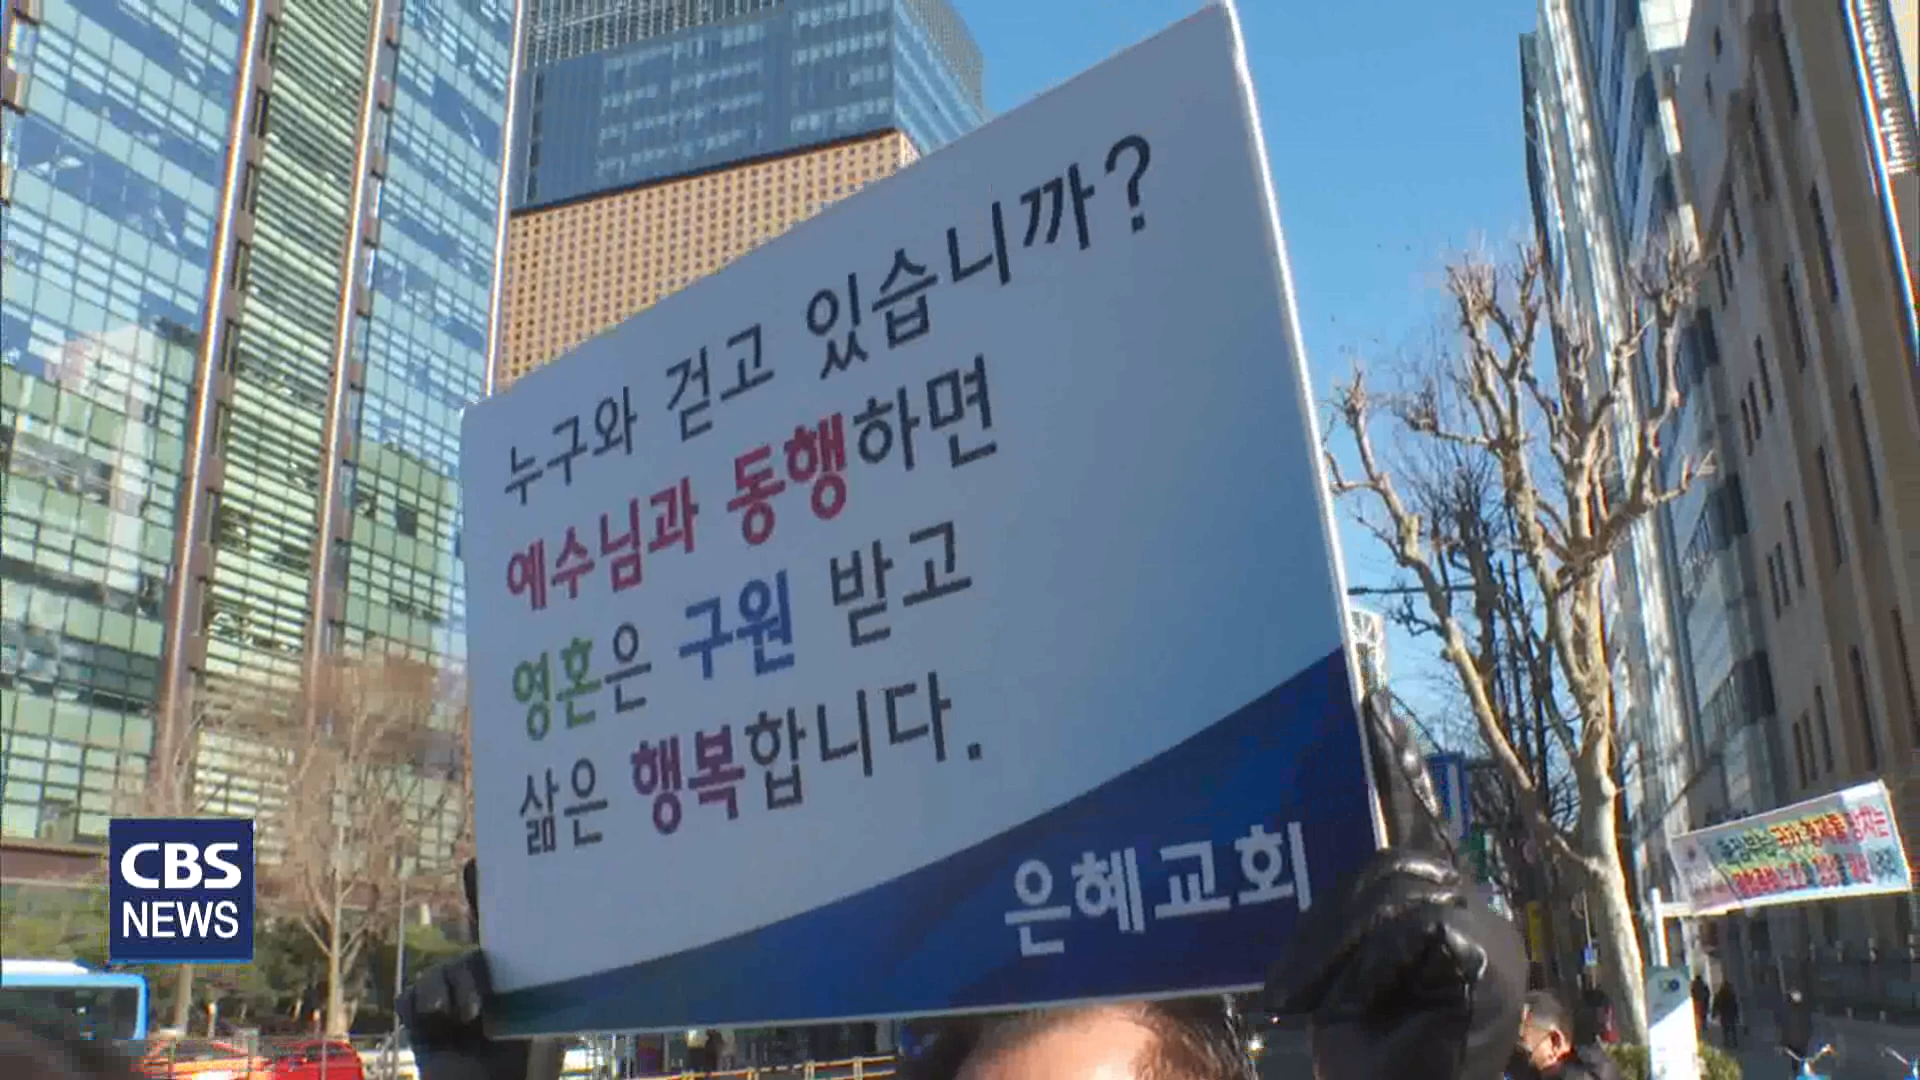 누구와 걷고 있습니까?
예수님과 동행하면
영혼은 구원 받고
삶은 행복합니다.
은혜교회
CBS
NEWS